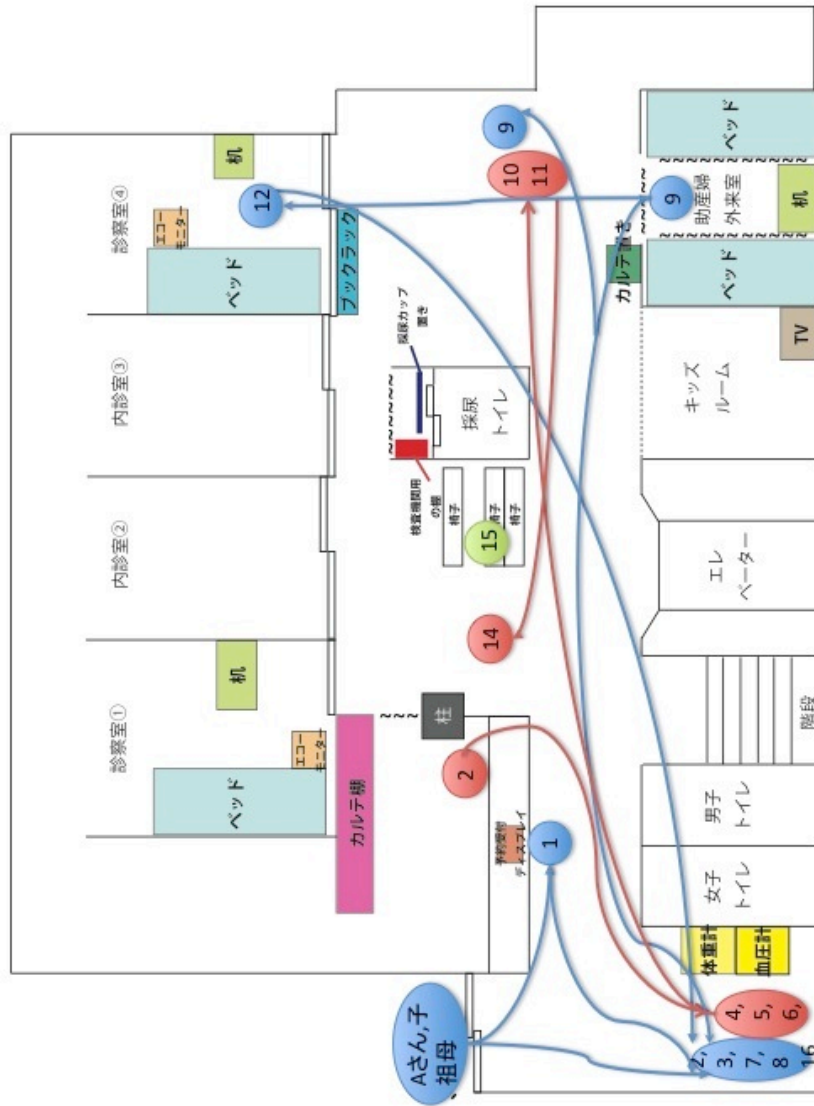 診察室①
内診室②
内診室③
診察室④
ベッド
エコー
モニター
机
ベッド
エコー
モニター
机
12
カルテ棚
ブックラック
採尿カップ
置き
検査機関用
の棚
Aさん,子
祖母
2
柱
14
椅子
椅子
椅子
15
採尿
トイレ
10
11
9
予約受付
ディスプレイ
1
カルテ置き
9
助産婦
外来室
ベッド
ベッド
机
体重計
血圧計
女子
トイレ
男子
トイレ
階段
エレ
ベーター
キッズ
ルーム
TV
2,
3,
7,
8
16
4,
5,
6,